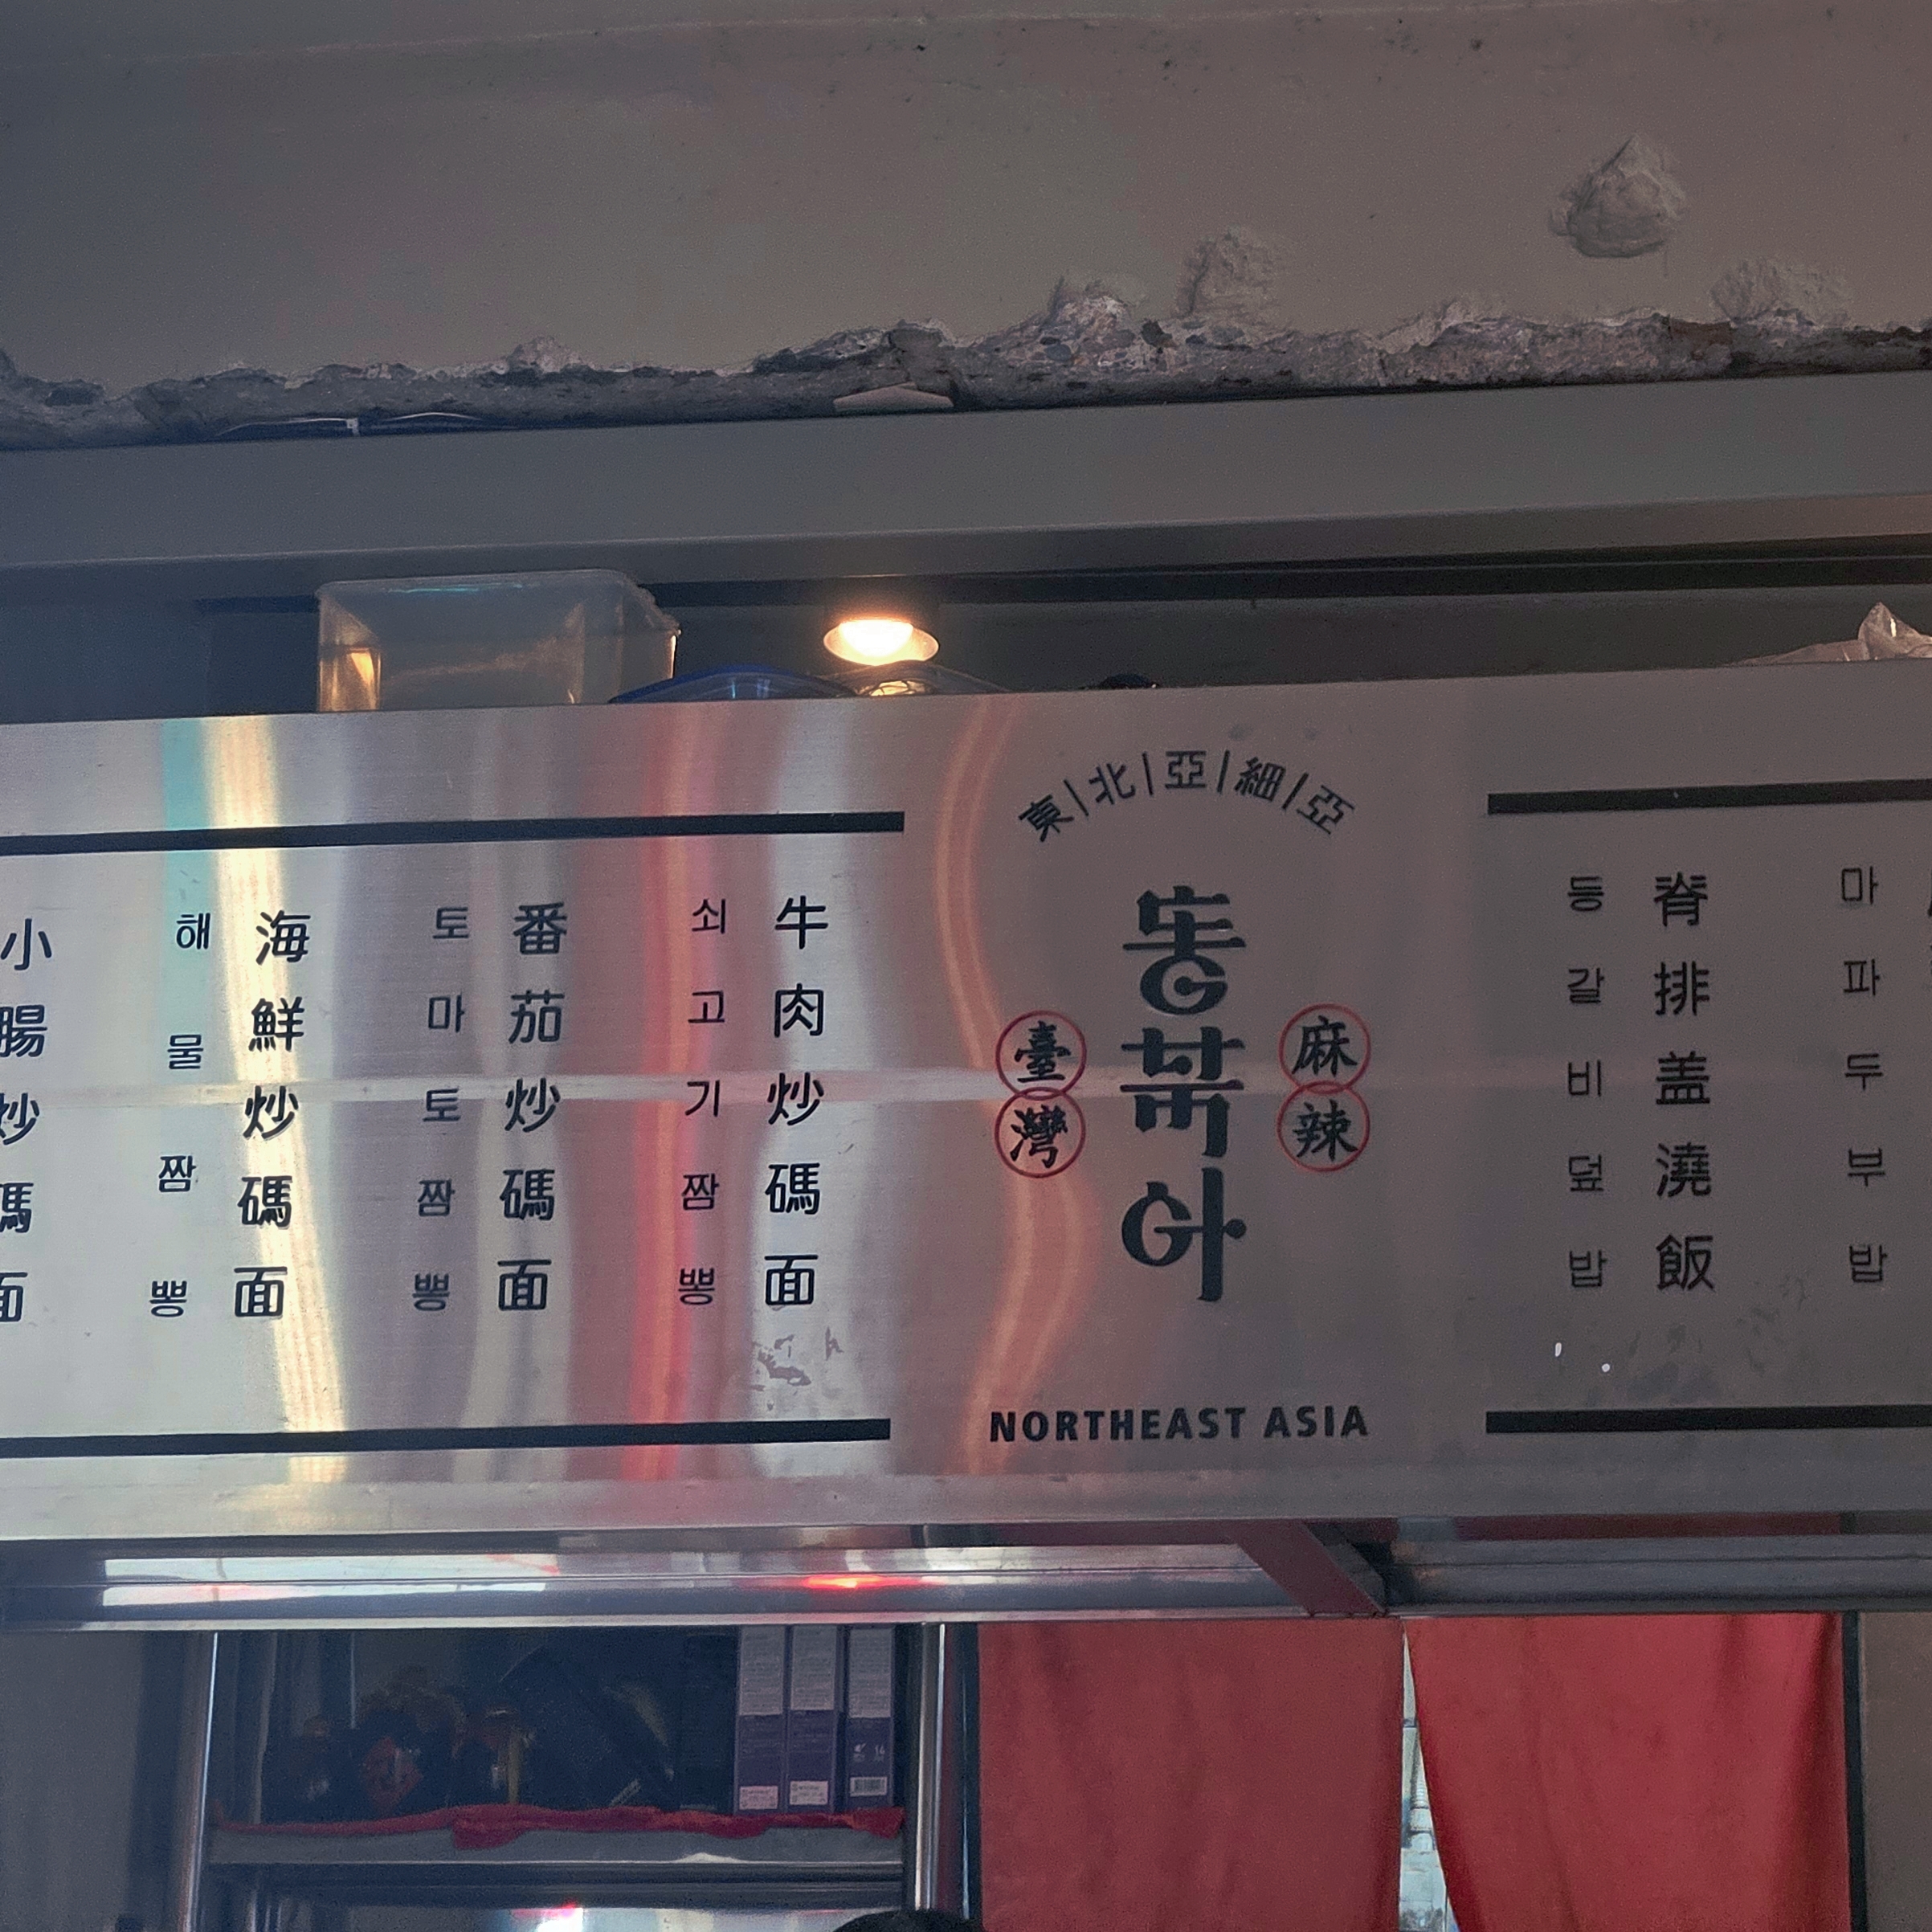 東|北|亞|細|亞
동북아
臺灣
麻辣
NORTHEAST ASIA
牛肉炒碼面
쇠고기짬뽕
番茄炒碼面
토마토짬뽕
海鮮炒碼面
해물짬뽕
小腸炒碼面
마파두부밥
脊排盖澆飯
등갈비덮밥